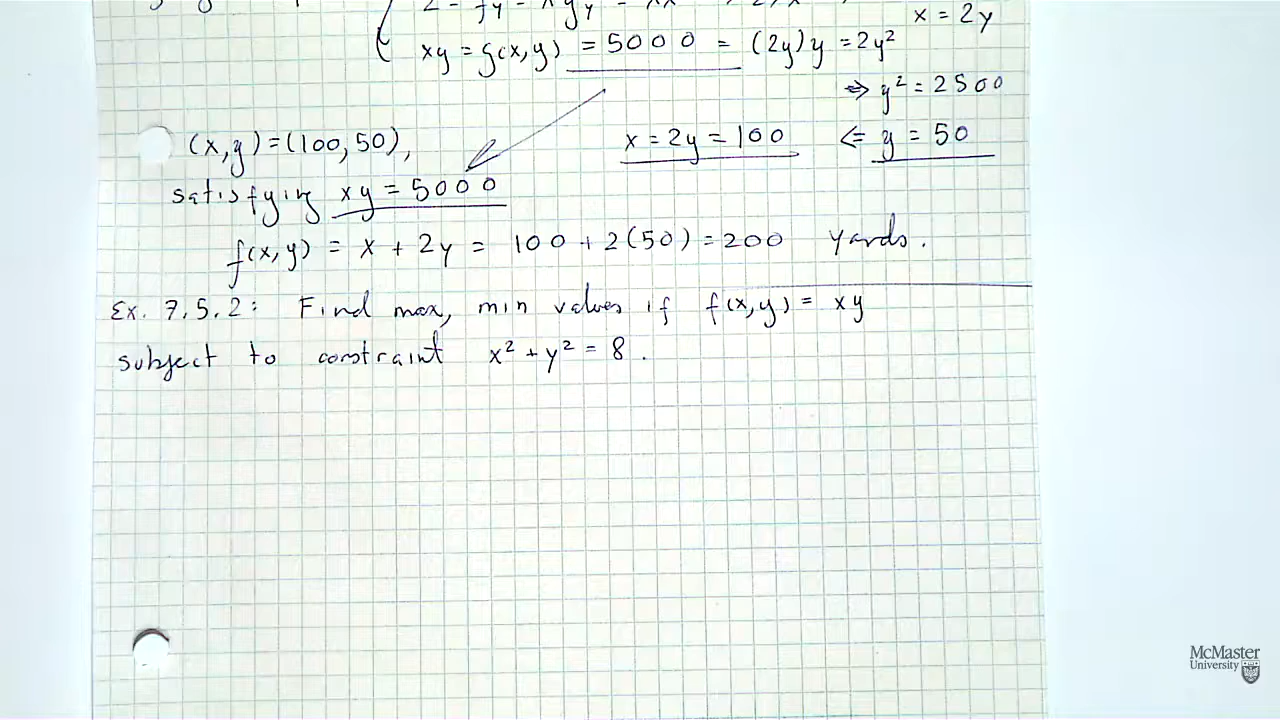 x = 2y
xy = g(x,y) = 5000 = (2y)y = 2y²
⇒ y² = 2500
(x,y)=(100,50), x = 2y = 100 ⇐ y = 50
satisfying xy = 5000
f(x,y) = x + 2y = 100 + 2(50) = 200 yards.
Ex. 7.5.2: Find max, min values if f(x,y) = xy
subject to constraint x² + y² = 8.
McMaster
University